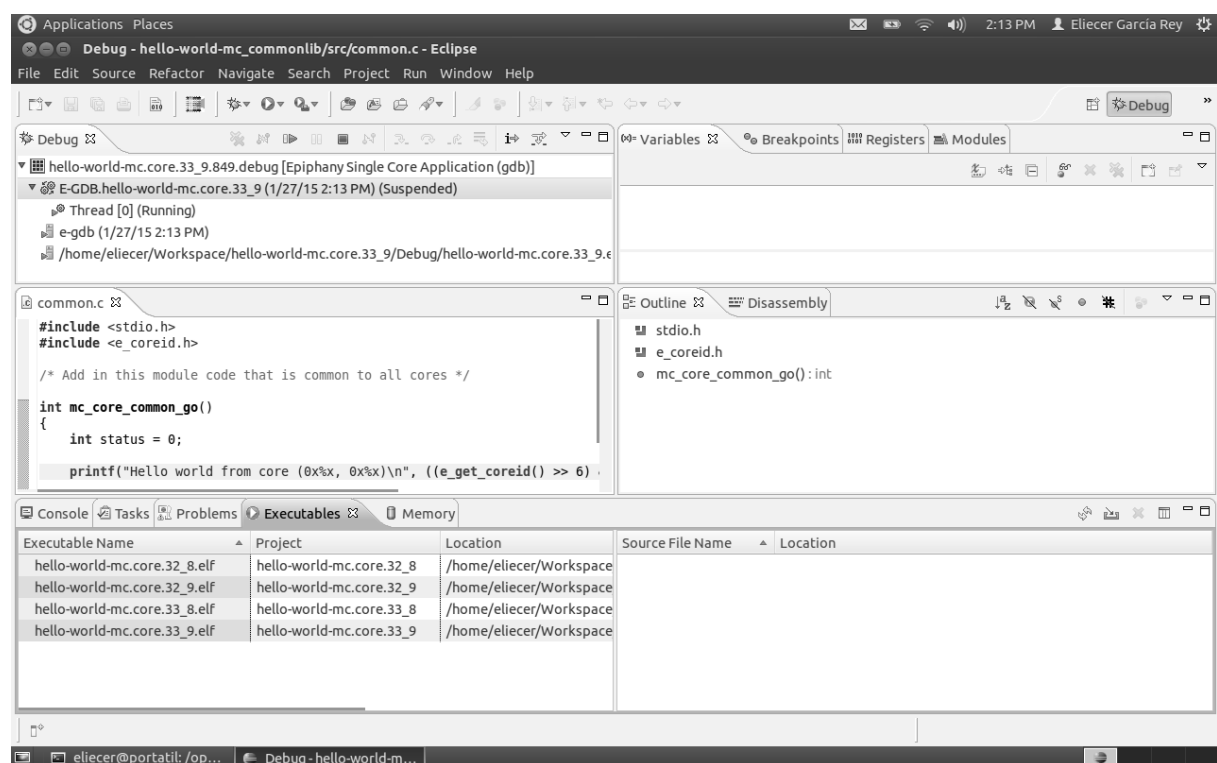 Applications Places 2:13 PM Eliecer García Rey
Debug - hello-world-mc_commonlib/src/common.c - Eclipse
File Edit Source Refactor Navigate Search Project Run Window Help
Debug »
Debug
hello-world-mc.core.33_9.849.debug [Epiphany Single Core Application (gdb)]
E-GDB.hello-world-mc.core.33_9 (1/27/15 2:13 PM) (Suspended)
Thread [0] (Running)
e-gdb (1/27/15 2:13 PM)
/home/eliecer/Workspace/hello-world-mc.core.33_9/Debug/hello-world-mc.core.33_9.e
(x)= Variables Breakpoints Registers Modules
common.c
#include <stdio.h>
#include <e_coreid.h>
/* Add in this module code that is common to all cores */
int mc_core_common_go()
{
int status = 0;
printf("Hello world from core (0x%x, 0x%x)\n", ((e_get_coreid() >> 6)
Outline Disassembly
stdio.h
e_coreid.h
mc_core_common_go() : int
Console Tasks Problems Executables Memory
Executable Name Project Location Source File Name Location
hello-world-mc.core.32_8.elf hello-world-mc.core.32_8 /home/eliecer/Workspace
hello-world-mc.core.32_9.elf hello-world-mc.core.32_9 /home/eliecer/Workspace
hello-world-mc.core.33_8.elf hello-world-mc.core.33_8 /home/eliecer/Workspace
hello-world-mc.core.33_9.elf hello-world-mc.core.33_9 /home/eliecer/Workspace
eliecer@portatil: /op... Debug - hello-world-m...